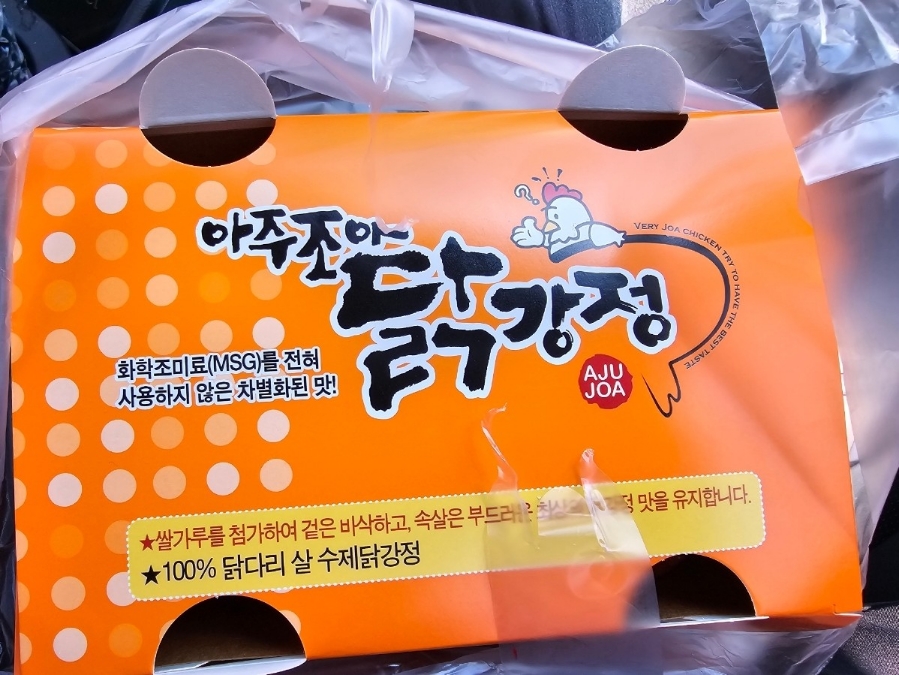 아주조아
닭강정
VERY JOA CHICKEN TRY TO HAVE THE BEST TASTE
AJU
JOA
화학조미료(MSG)를 전혀
사용하지 않은 차별화된 맛!
★쌀가루를 첨가하여 겉은 바삭하고, 속살은 부드러운 맛을 유지합니다.
★100% 닭다리 살 수제닭강정